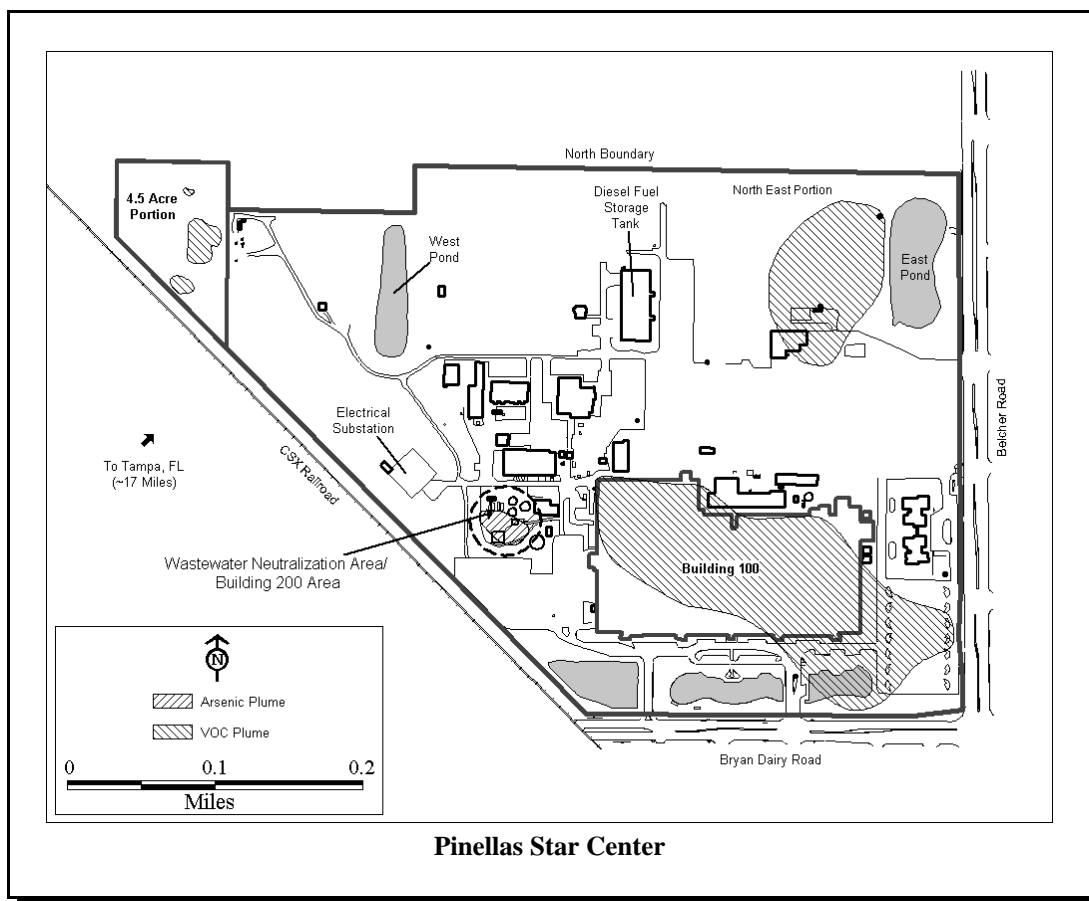 North Boundary
4.5 Acre
Portion
Diesel Fuel
Storage
Tank
North East Portion
West
Pond
East
Pond
Belcher Road
Electrical
Substation
To Tampa, FL
(~17 Miles)
CSX Railroad
Wastewater Neutralization Area/
Building 200 Area
Building 100
N
Arsenic Plume
VOC Plume
0 0.1 0.2
Miles
Bryan Dairy Road
Pinellas Star Center